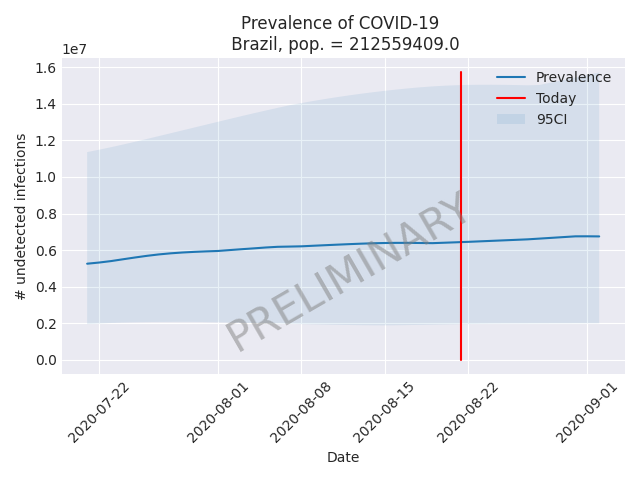 Prevalence of COVID-19
Brazil, pop. = 212559409.0
1e7
1.6
1.4
1.2
1.0
0.8
0.6
0.4
0.2
0.0
# undetected infections
Prevalence
Today
95CI
PRELIMINARY
2020-07-22
2020-08-01
2020-08-08
2020-08-15
2020-08-22
2020-09-01
Date